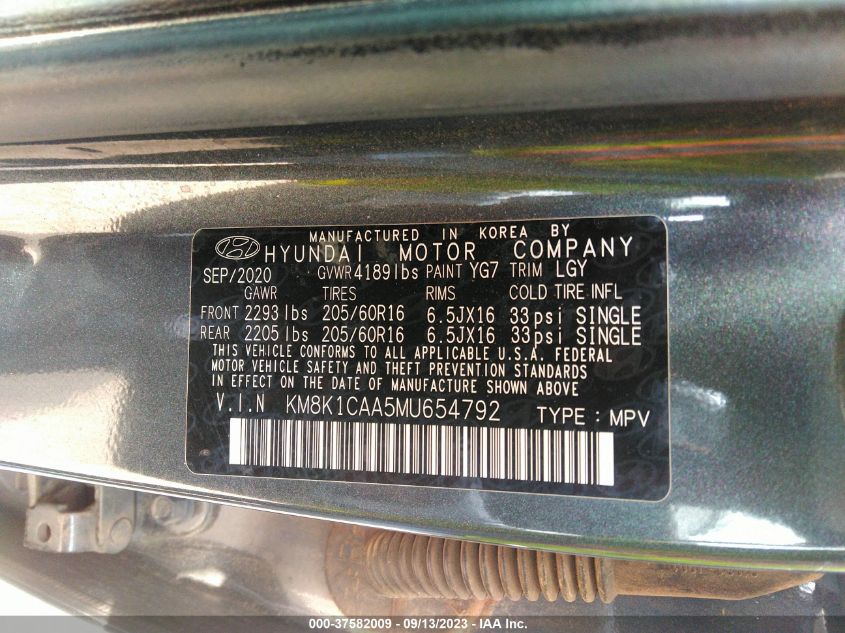 MANUFACTURED IN KOREA BY
HYUNDAI MOTOR COMPANY
SEP/2020 GVWR 4189lbs PAINT YG7 TRIM LGY
GAWR TIRES RIMS COLD TIRE INFL
FRONT 2293 lbs 205/60R16 6.5JX16 33psi SINGLE
REAR 2205 lbs 205/60R16 6.5JX16 33psi SINGLE
THIS VEHICLE CONFORMS TO ALL APPLICABLE U.S.A. FEDERAL
MOTOR VEHICLE SAFETY AND THEFT PREVENTION STANDARDS
IN EFFECT ON THE DATE OF MANUFACTURE SHOWN ABOVE
V.I.N KM8K1CAA5MU654792 TYPE : MPV
000-37582009 - 09/13/2023 - IAA Inc.